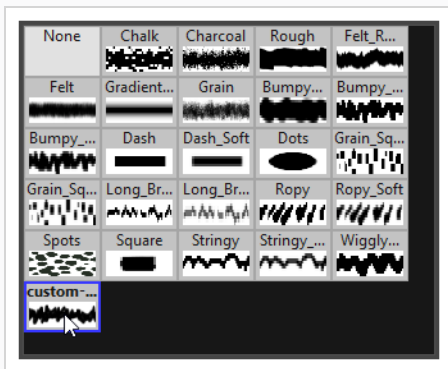 None Chalk Charcoal Rough Felt_R...
Felt Gradient... Grain Bumpy... Bumpy_...
Bumpy_... Dash Dash_Soft Dots Grain_Sq...
Grain_Sq... Long_Br... Long_Br... Ropy Ropy_Soft
Spots Square Stringy Stringy_... Wiggly...
custom-...